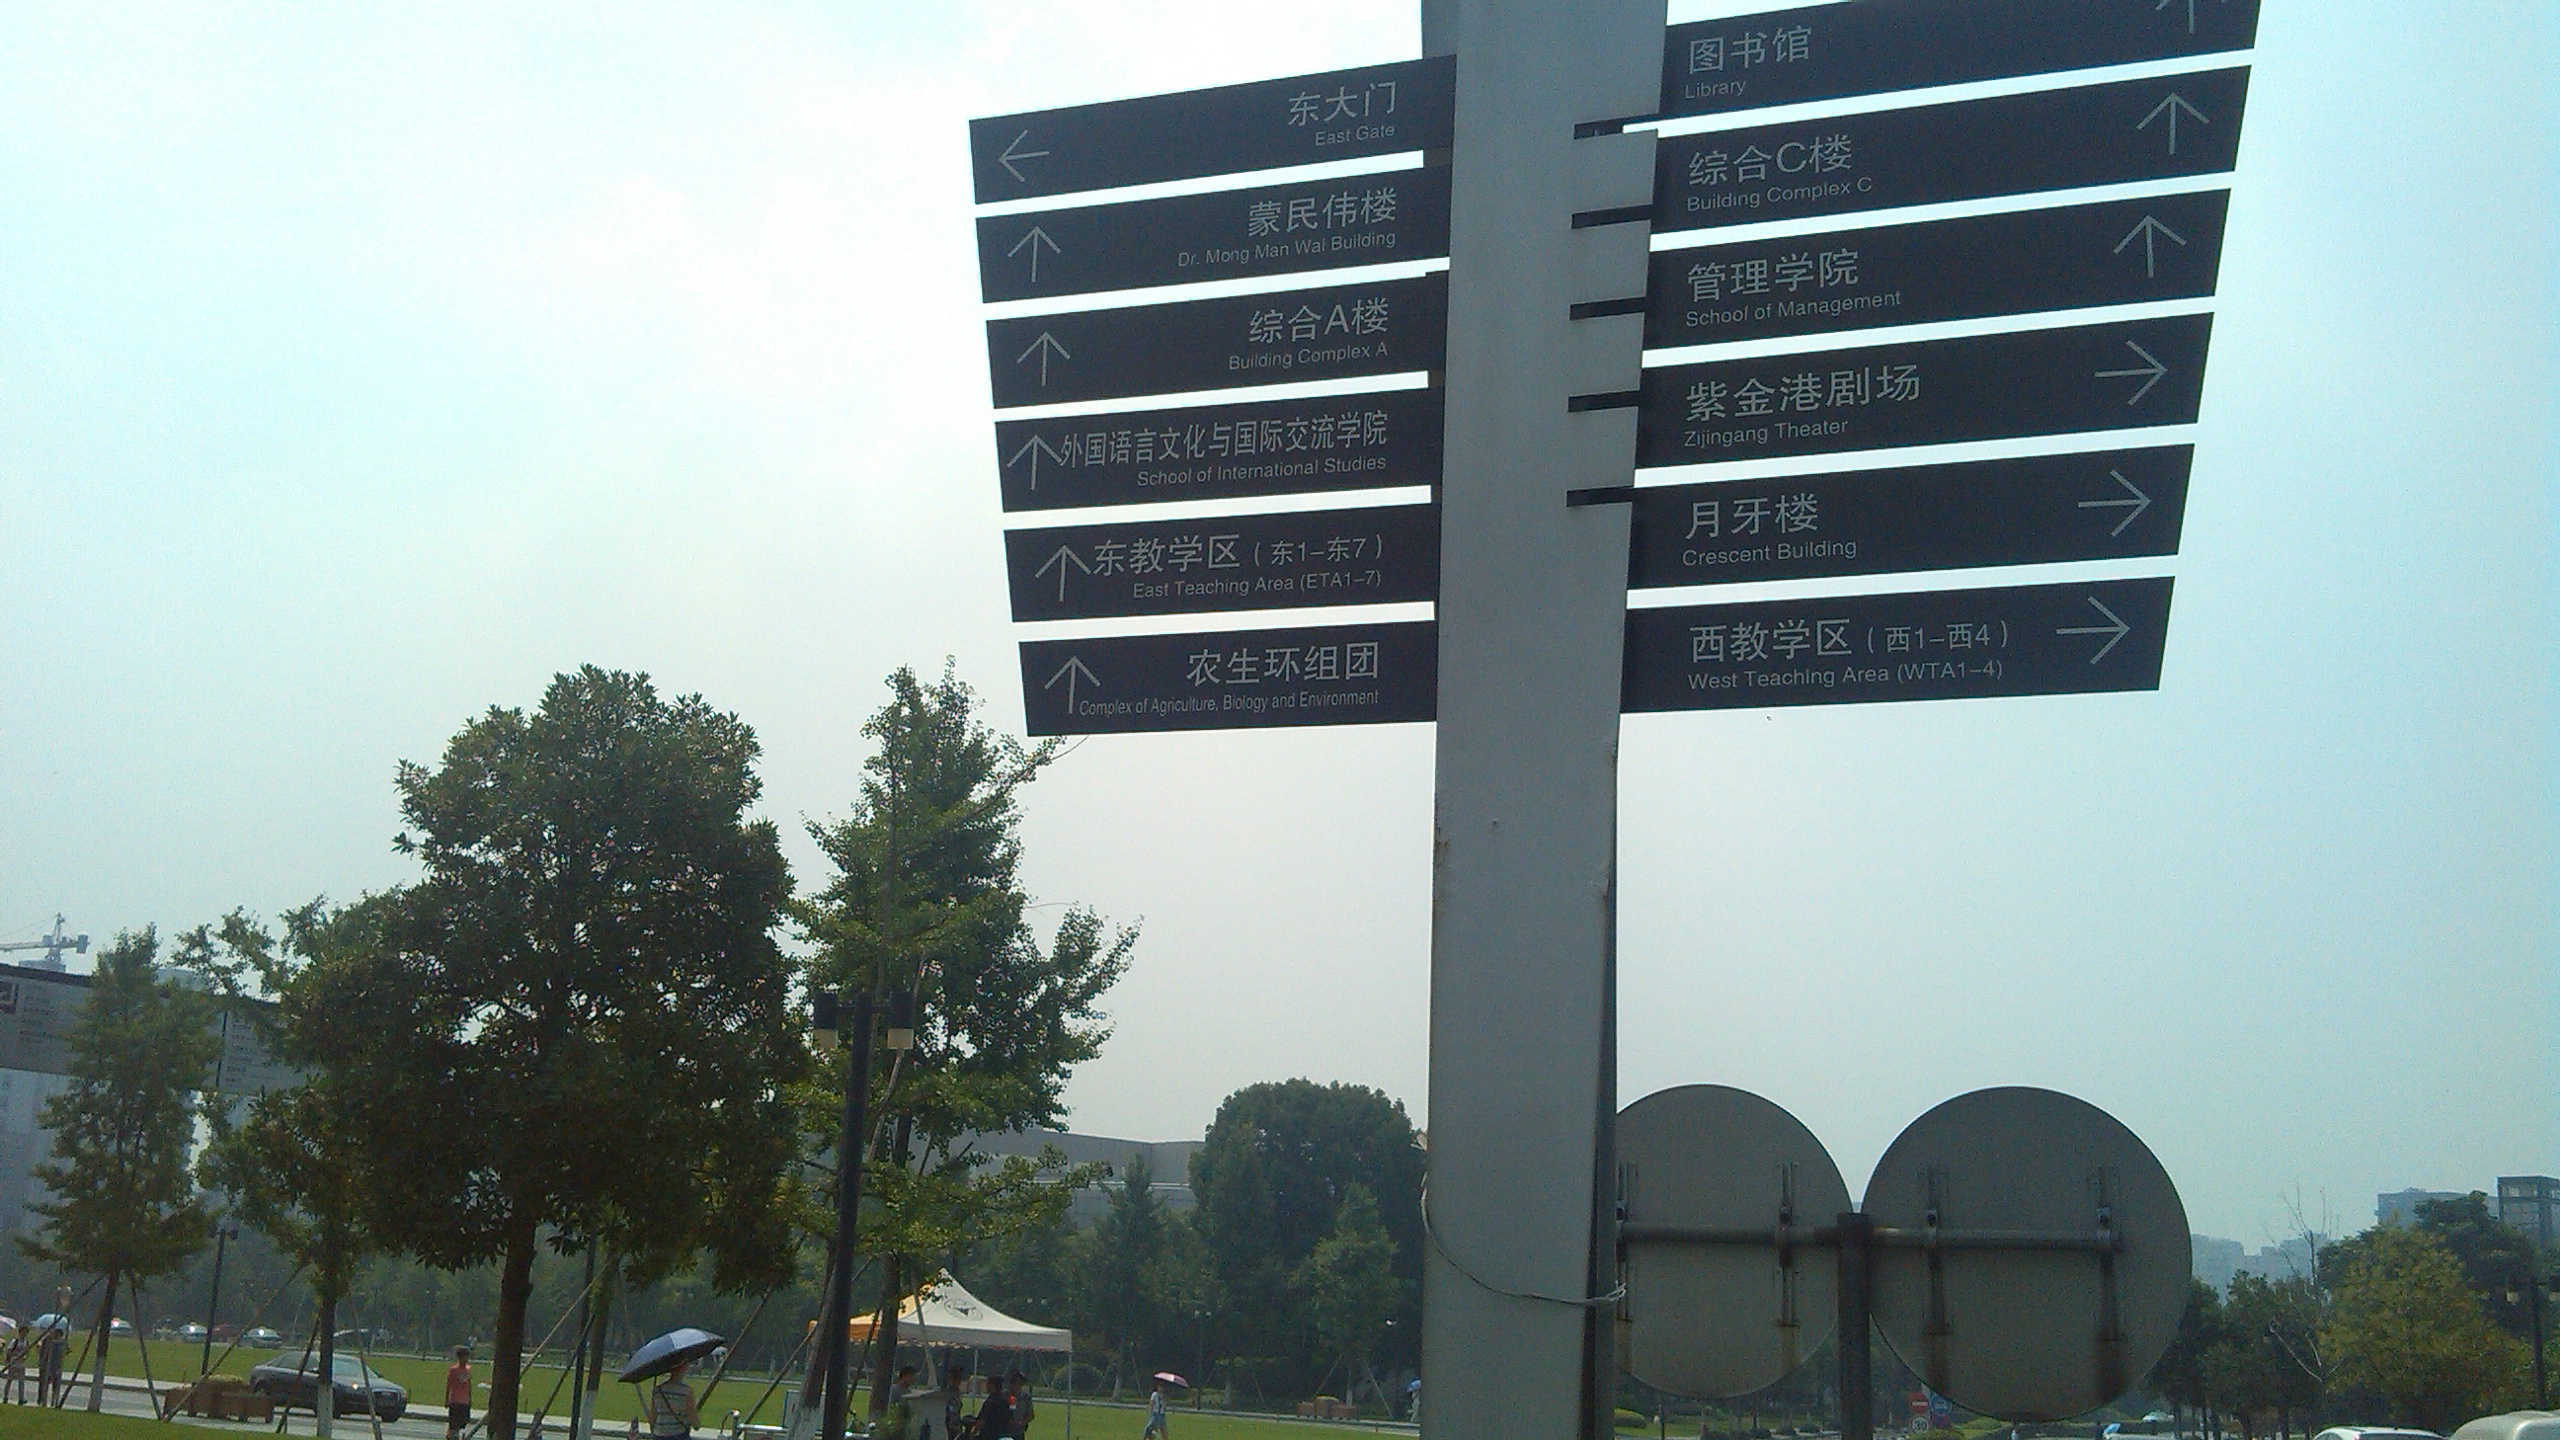 东大门
East Gate
蒙民伟楼
Dr. Mong Man Wai Building
综合A楼
Building Complex A
外国语言文化与国际交流学院
School of International Studies
东教学区（东1-东7）
East Teaching Area (ETA1-7)
农生环组团
Complex of Agriculture, Biology and Environment
图书馆
Library
综合C楼
Building Complex C
管理学院
School of Management
紫金港剧场
Zijingang Theater
月牙楼
Crescent Building
西教学区（西1-西4）
West Teaching Area (WTA1-4)
30